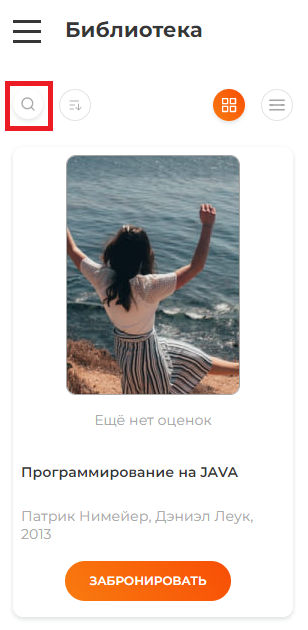 Библиотека
Ещё нет оценок
Программирование на JAVA
Патрик Нимейер, Дэниэл Леук,
2013
ЗАБРОНИРОВАТЬ